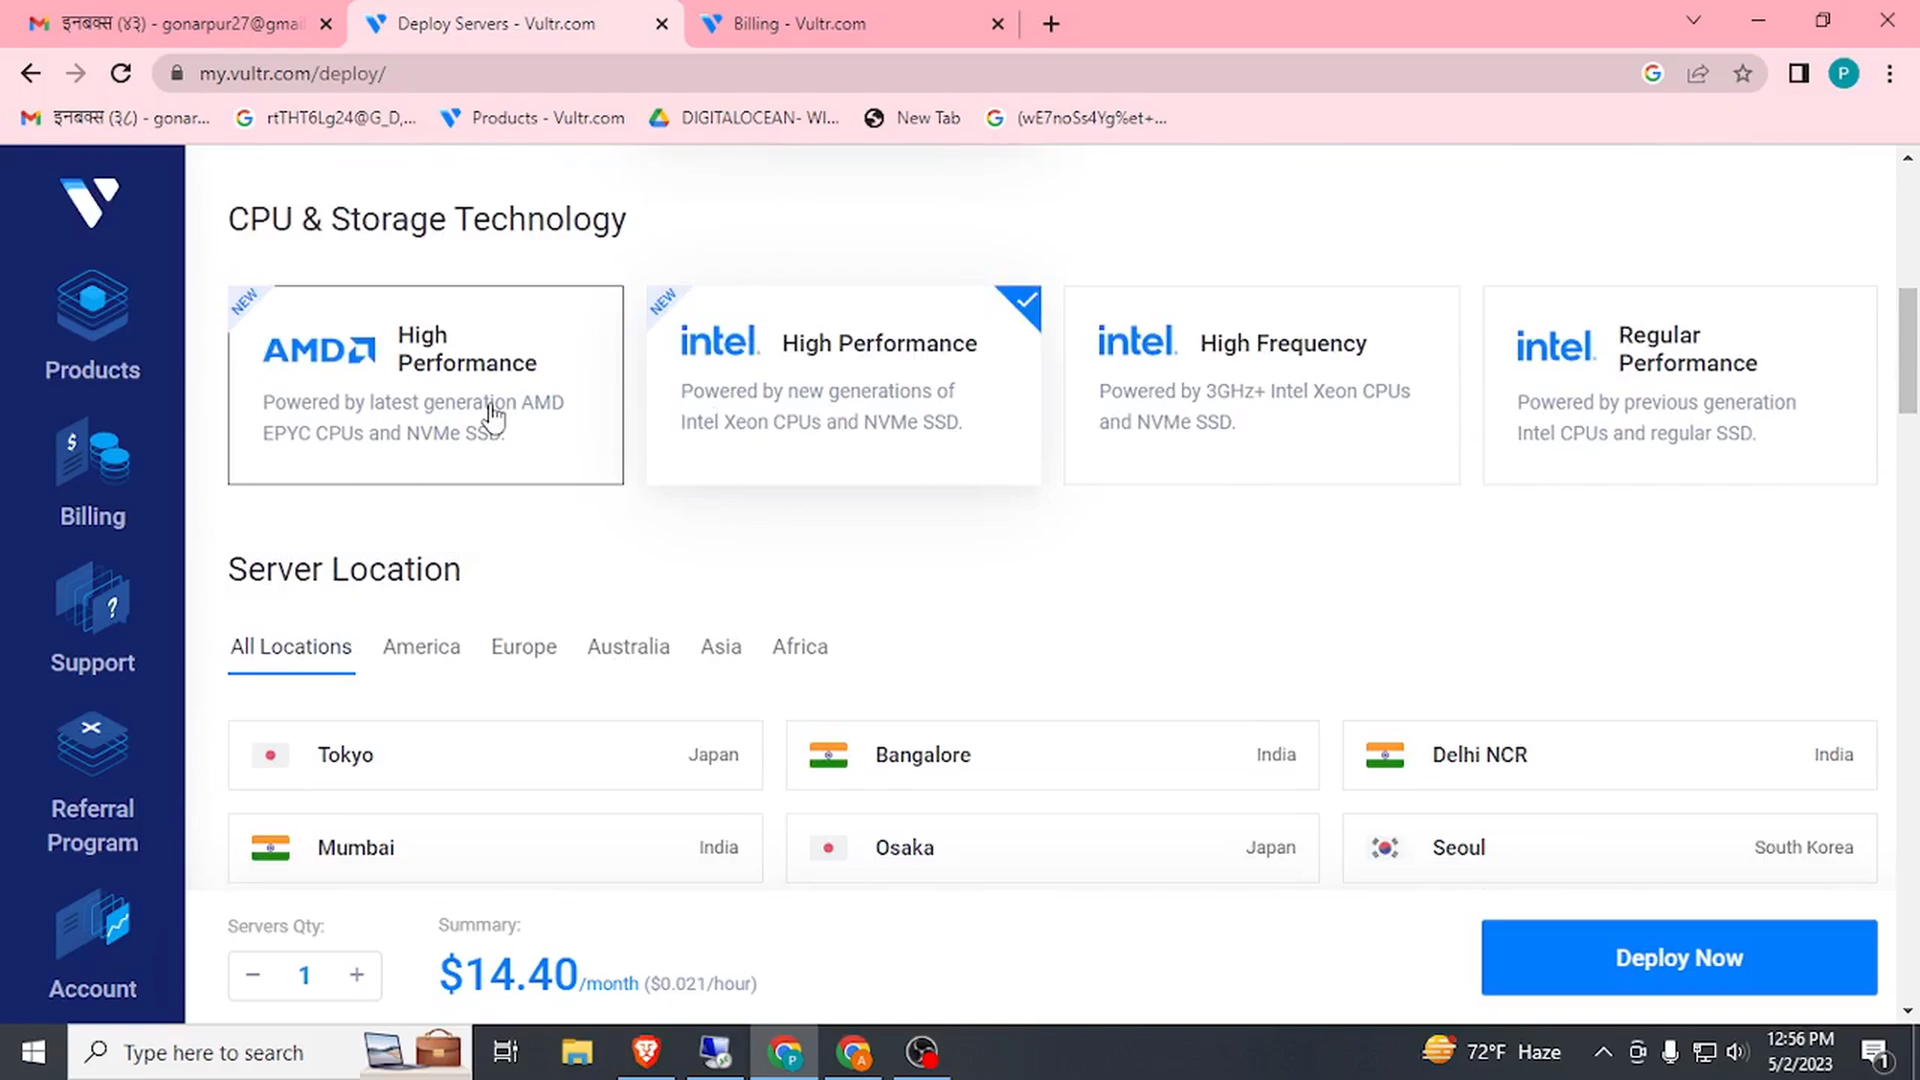 इनबक्स (४३) - gonarpur27@gmai
Deploy Servers - Vultr.com
Billing - Vultr.com
my.vultr.com/deploy/
P
इनबक्स (३८) - gonar...
rtTHT6Lg24@G_D,...
Products - Vultr.com
DIGITALOCEAN- WI...
New Tab
(wE7noSs4Yg%et+...
Products
Billing
Support
Referral
Program
Account
CPU & Storage Technology
NEW
AMD
High
Performance
Powered by latest generation AMD
EPYC CPUs and NVMe SSD.
NEW
intel.
High Performance
Powered by new generations of
Intel Xeon CPUs and NVMe SSD.
intel.
High Frequency
Powered by 3GHz+ Intel Xeon CPUs
and NVMe SSD.
intel.
Regular
Performance
Powered by previous generation
Intel CPUs and regular SSD.
Server Location
All Locations
America
Europe
Australia
Asia
Africa
Tokyo
Japan
Bangalore
India
Delhi NCR
India
Mumbai
India
Osaka
Japan
Seoul
South Korea
Servers Qty:
− 1 +
Summary:
$14.40/month ($0.021/hour)
Deploy Now
Type here to search
P
A
72°F Haze
12:56 PM
5/2/2023
1